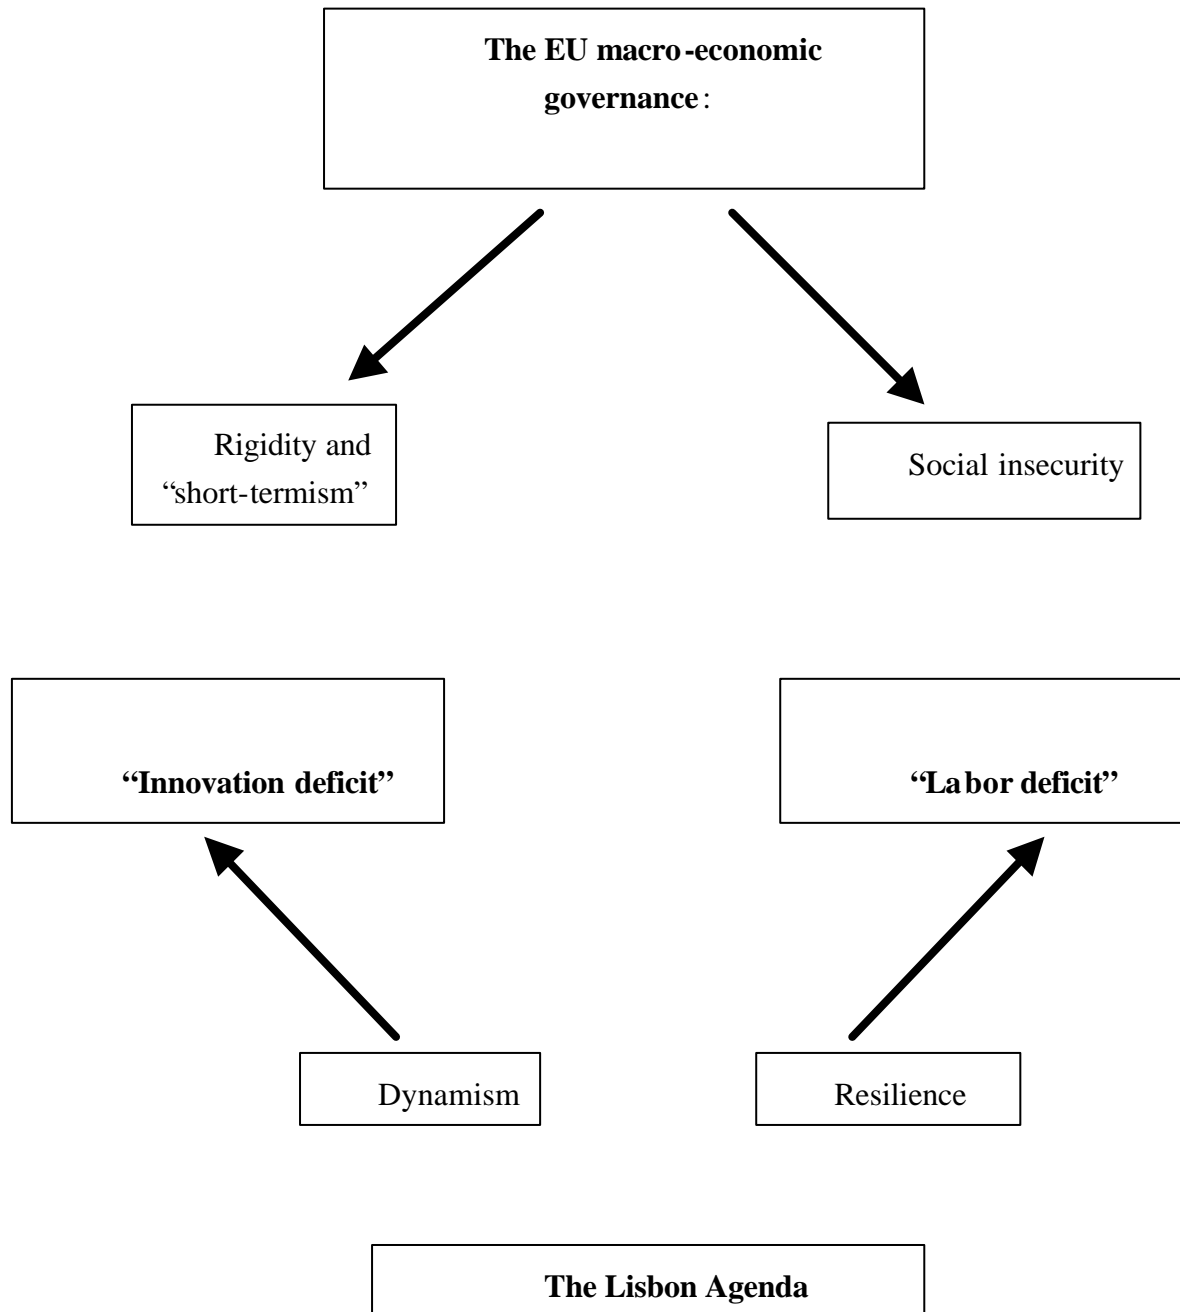 The EU macro-economic
governance:
Rigidity and
“short-termism”
Social insecurity
“Innovation deficit”
“Labor deficit”
Dynamism
Resilience
The Lisbon Agenda